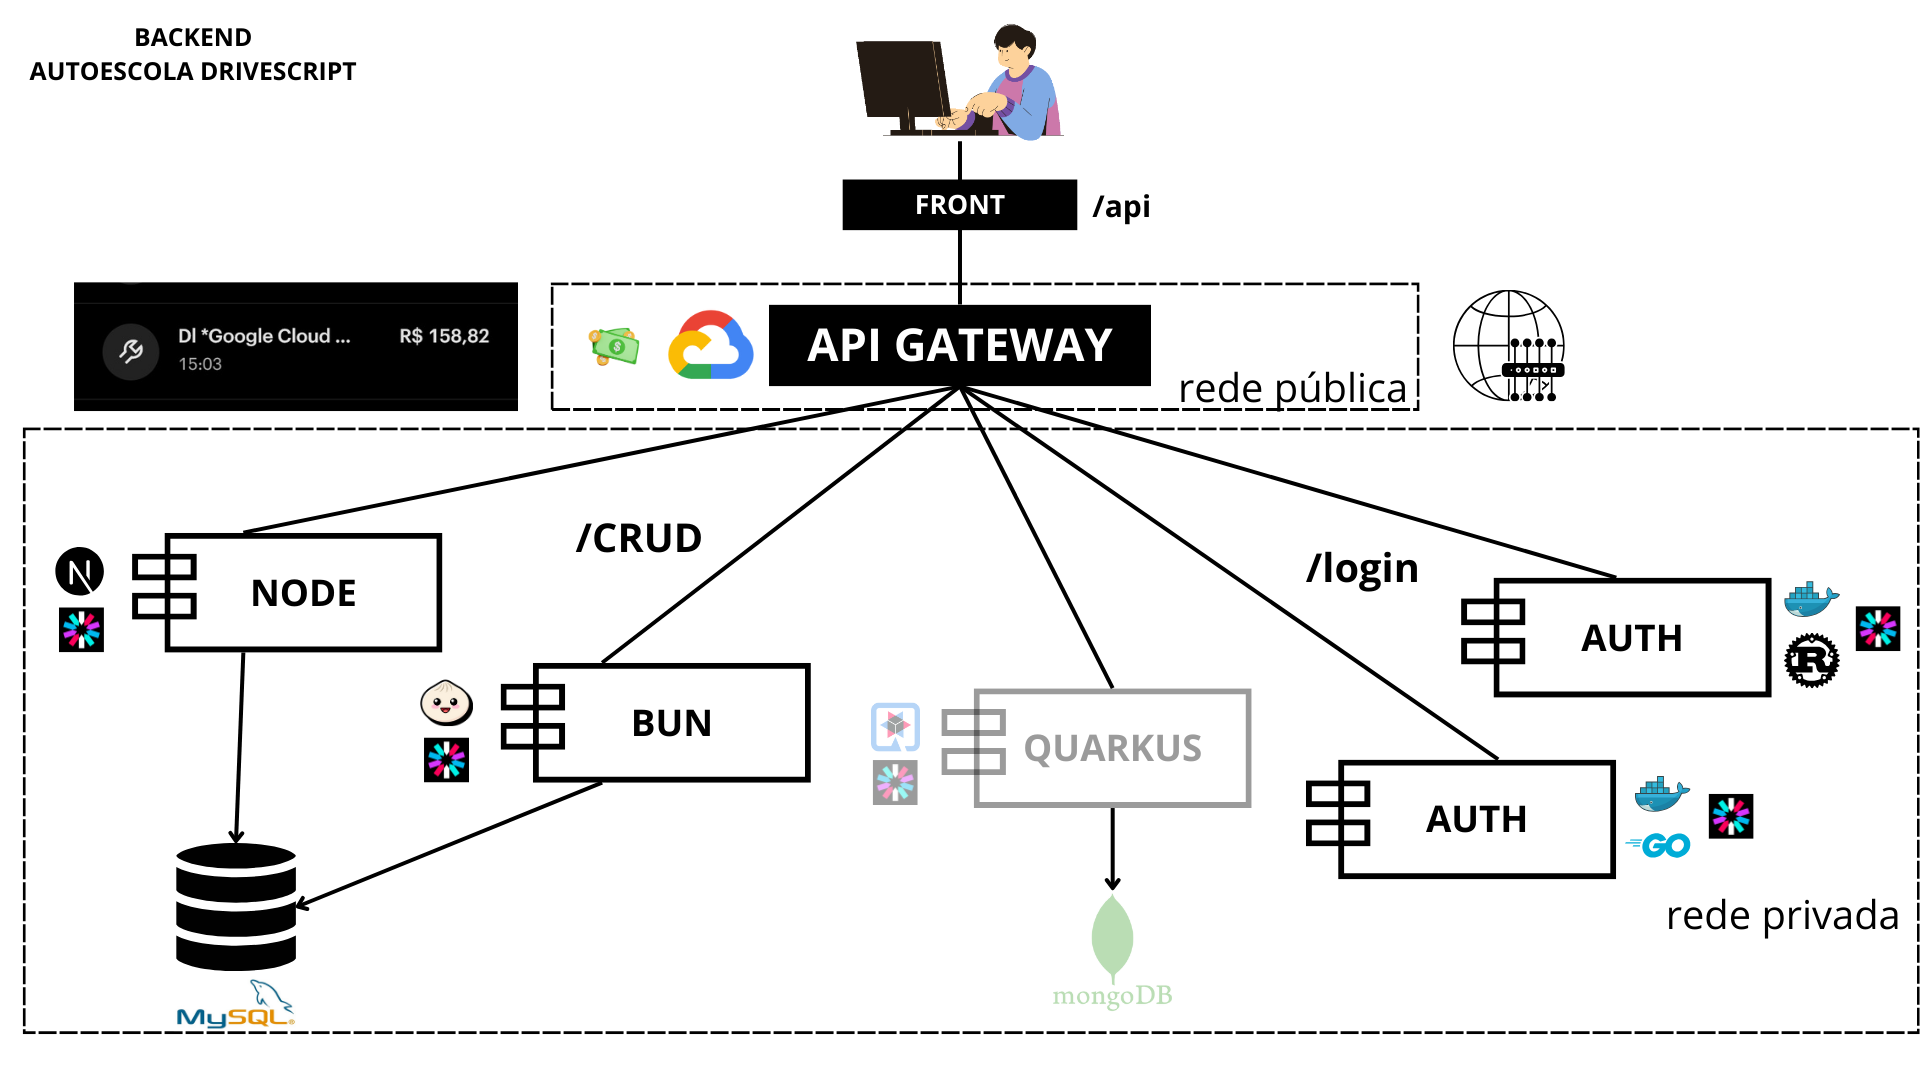 BACKEND
AUTOESCOLA DRIVESCRIPT
FRONT
/api
Dl *Google Cloud ...
R$ 158,82
15:03
API GATEWAY
rede pública
/CRUD
/login
N
NODE
BUN
QUARKUS
AUTH
R
AUTH
GO
rede privada
mongoDB
MySQL®